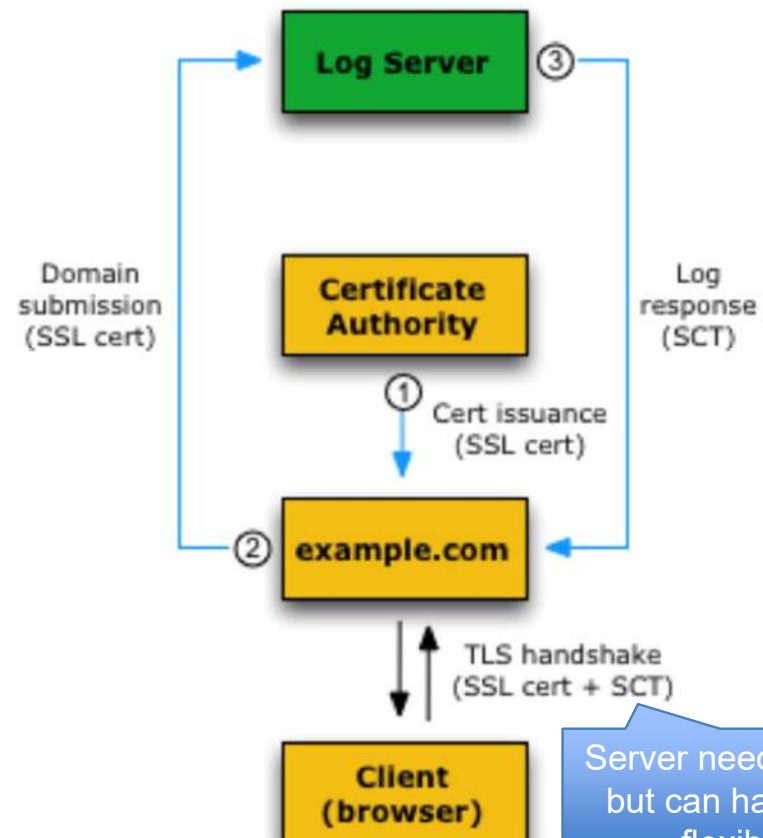 Log Server
③
Domain
submission
(SSL cert)
Log
response
(SCT)
Certificate
Authority
①
Cert issuance
(SSL cert)
②
example.com
TLS handshake
(SSL cert + SCT)
Client
(browser)
Server need
but can ha